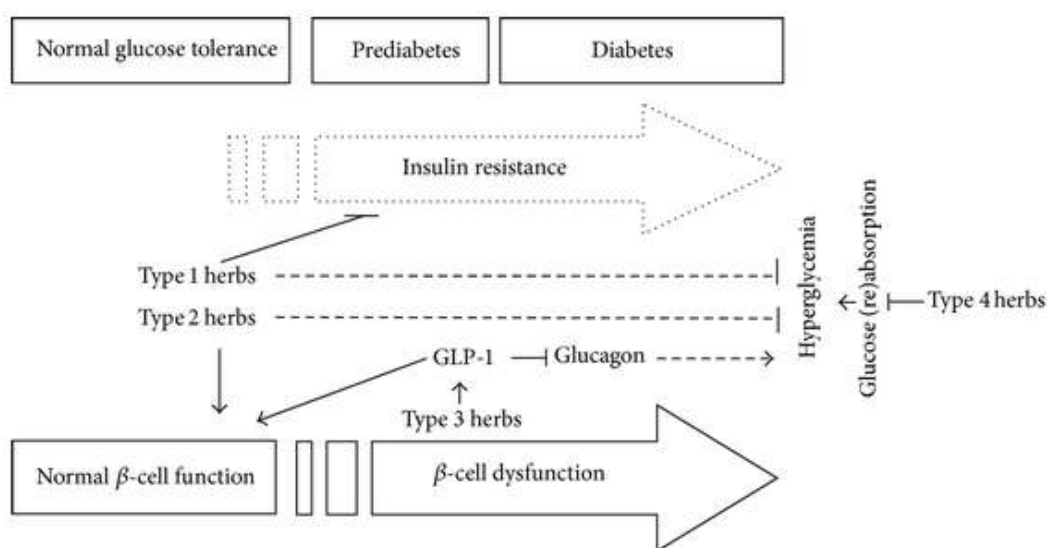 Normal glucose tolerance
Prediabetes
Diabetes
Insulin resistance
Type 1 herbs
Type 2 herbs
Hyperglycemia
Glucose (re)absorption
Type 4 herbs
GLP-1
Glucagon
Type 3 herbs
Normal β-cell function
β-cell dysfunction